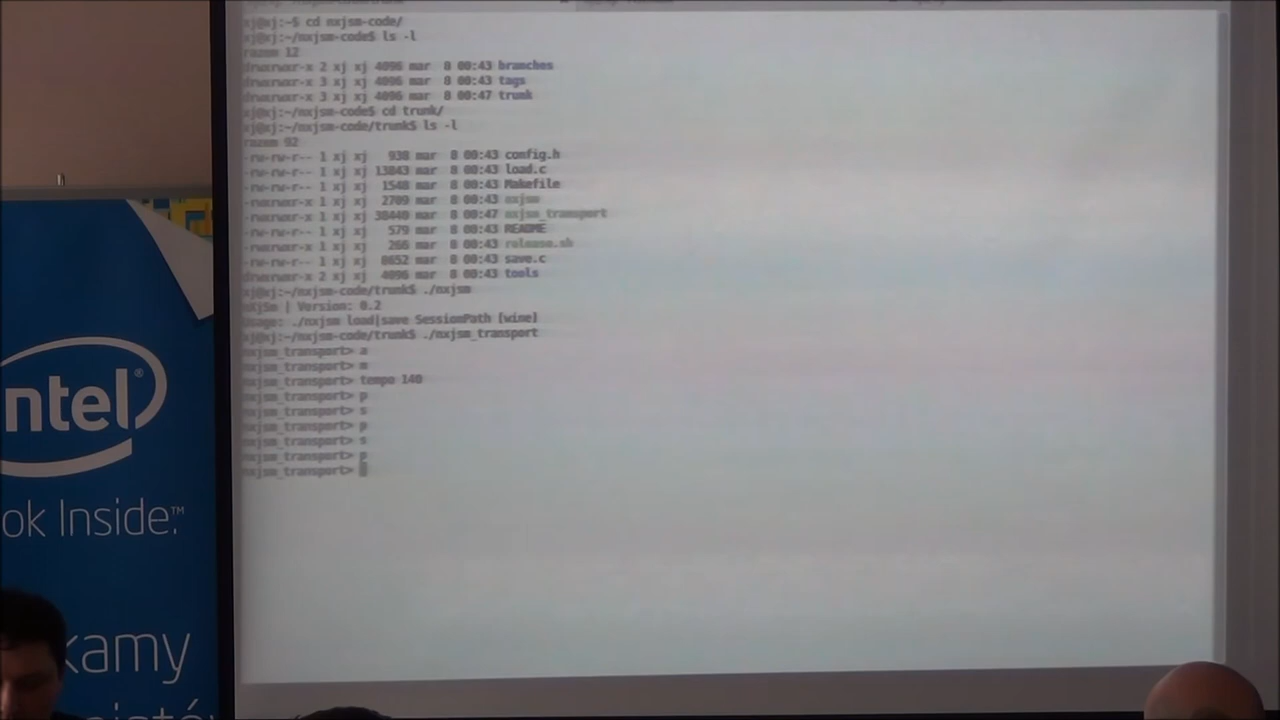 xj@xj:~$ cd nxjsm-code/
xj@xj:~/nxjsm-code$ ls -l
razem 12
drwxrwxr-x 2 xj xj 4096 mar  8 00:43 branches
drwxrwxr-x 3 xj xj 4096 mar  8 00:43 tags
drwxrwxr-x 3 xj xj 4096 mar  8 00:47 trunk
xj@xj:~/nxjsm-code$ cd trunk/
xj@xj:~/nxjsm-code/trunk$ ls -l
razem 92
-rw-rw-r-- 1 xj xj   938 mar  8 00:43 config.h
-rw-rw-r-- 1 xj xj 13843 mar  8 00:43 load.c
-rw-rw-r-- 1 xj xj  1548 mar  8 00:43 Makefile
-rwxrwxr-x 1 xj xj  2709 mar  8 00:43 nxjsm
-rwxrwxr-x 1 xj xj 38440 mar  8 00:47 nxjsm_transport
-rw-rw-r-- 1 xj xj   579 mar  8 00:43 README
-rwxrwxr-x 1 xj xj   266 mar  8 00:43 release.sh
-rw-rw-r-- 1 xj xj  8652 mar  8 00:43 save.c
drwxrwxr-x 2 xj xj  4096 mar  8 00:43 tools
xj@xj:~/nxjsm-code/trunk$ ./nxjsm
nXjSm | Version: 0.2
Usage: ./nxjsm load|save SessionPath [wine]
xj@xj:~/nxjsm-code/trunk$ ./nxjsm_transport
nxjsm_transport> a
nxjsm_transport> m
nxjsm_transport> tempo 140
nxjsm_transport> p
nxjsm_transport> s
nxjsm_transport> p
nxjsm_transport> s
nxjsm_transport> p
nxjsm_transport>
ntel®
ok Inside.™
kamy